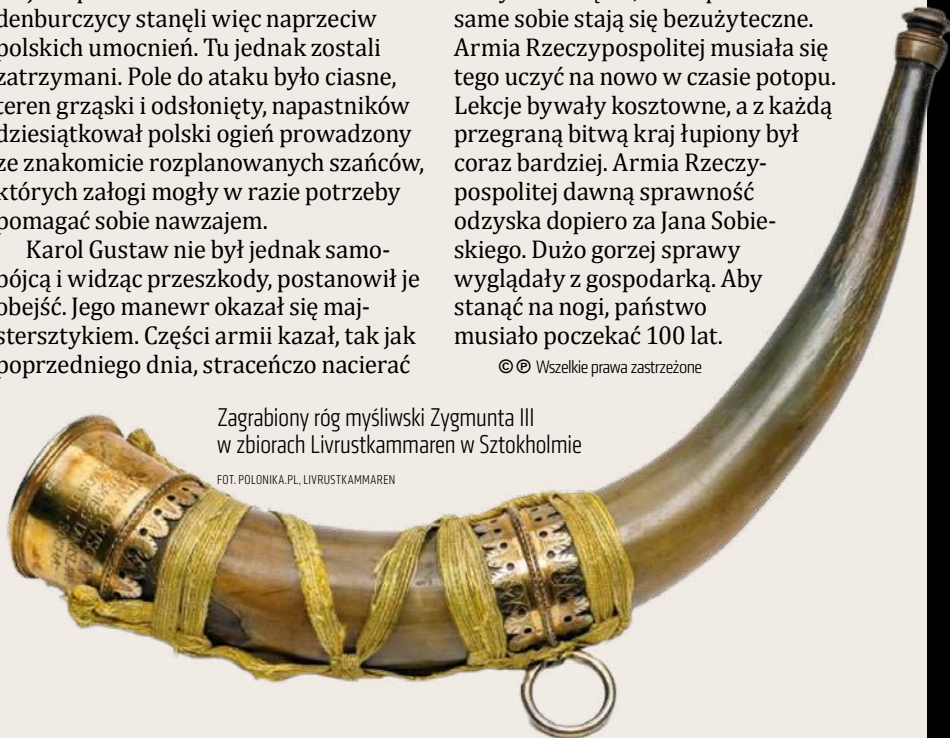 denburczycy stanęli więc naprzeciw
polskich umocnień. Tu jednak zostali
zatrzymani. Pole do ataku było ciasne,
teren grząski i odsłonięty, napastników
dziesiątkował polski ogień prowadzony
ze znakomicie rozplanowanych szańców,
których załogi mogły w razie potrzeby
pomagać sobie nawzajem.
Karol Gustaw nie był jednak samo-
bójcą i widząc przeszkody, postanowił je
obejść. Jego manewr okazał się maj-
stersztykiem. Części armii kazał, tak jak
poprzedniego dnia, straceńczo nacierać
same sobie stają się bezużyteczne.
Armia Rzeczypospolitej musiała się
tego uczyć na nowo w czasie potopu.
Lekcje bywały kosztowne, a z każdą
przegraną bitwą kraj łupiony był
coraz bardziej. Armia Rzeczy-
pospolitej dawną sprawność
odzyska dopiero za Jana Sobie-
skiego. Dużo gorzej sprawy
wyglądały z gospodarką. Aby
stanąć na nogi, państwo
musiało poczekać 100 lat.
© ℗ Wszelkie prawa zastrzeżone
Zagrabiony róg myśliwski Zygmunta III
w zbiorach Livrustkammaren w Sztokholmie
FOT. POLONIKA.PL, LIVRUSTKAMMAREN